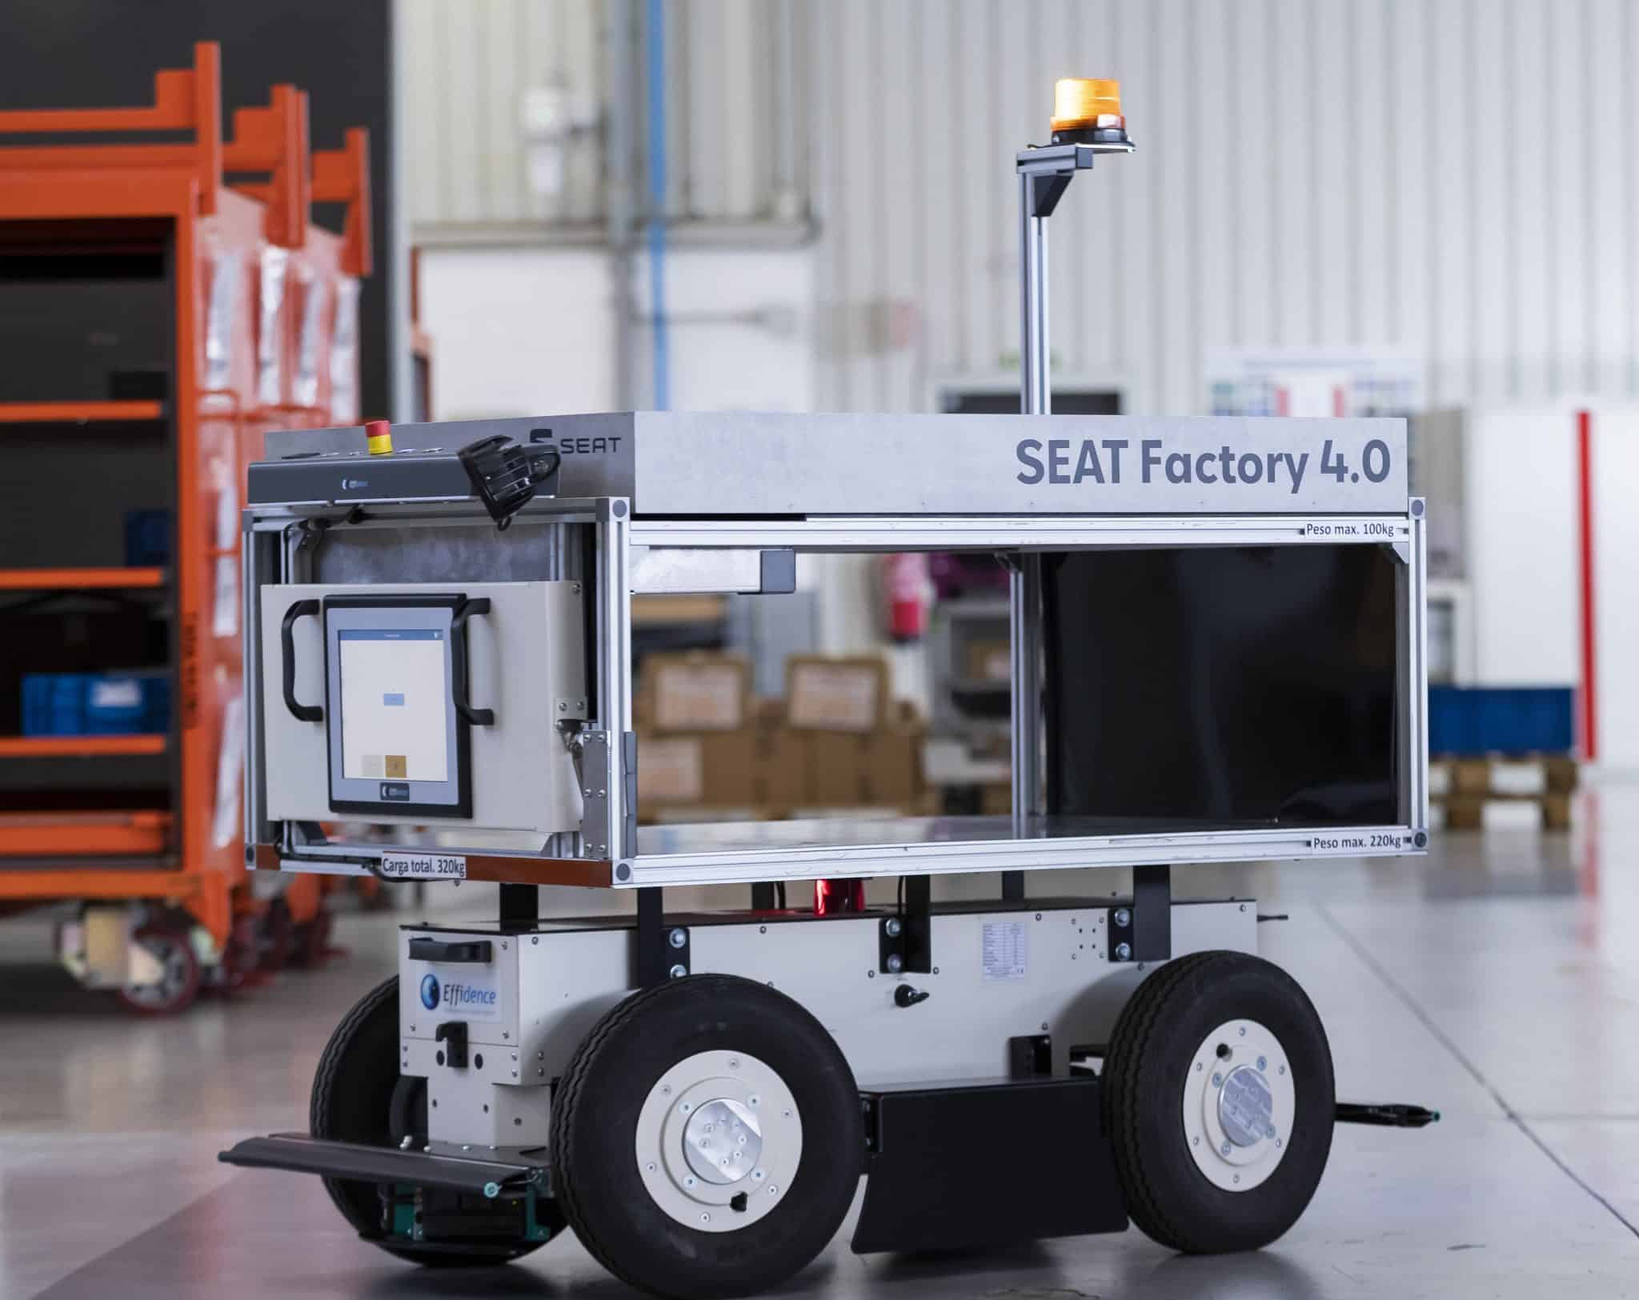 SEAT
SEAT Factory 4.0
Peso max. 100kg
Carga total. 320kg
Peso max. 220kg
Effidence